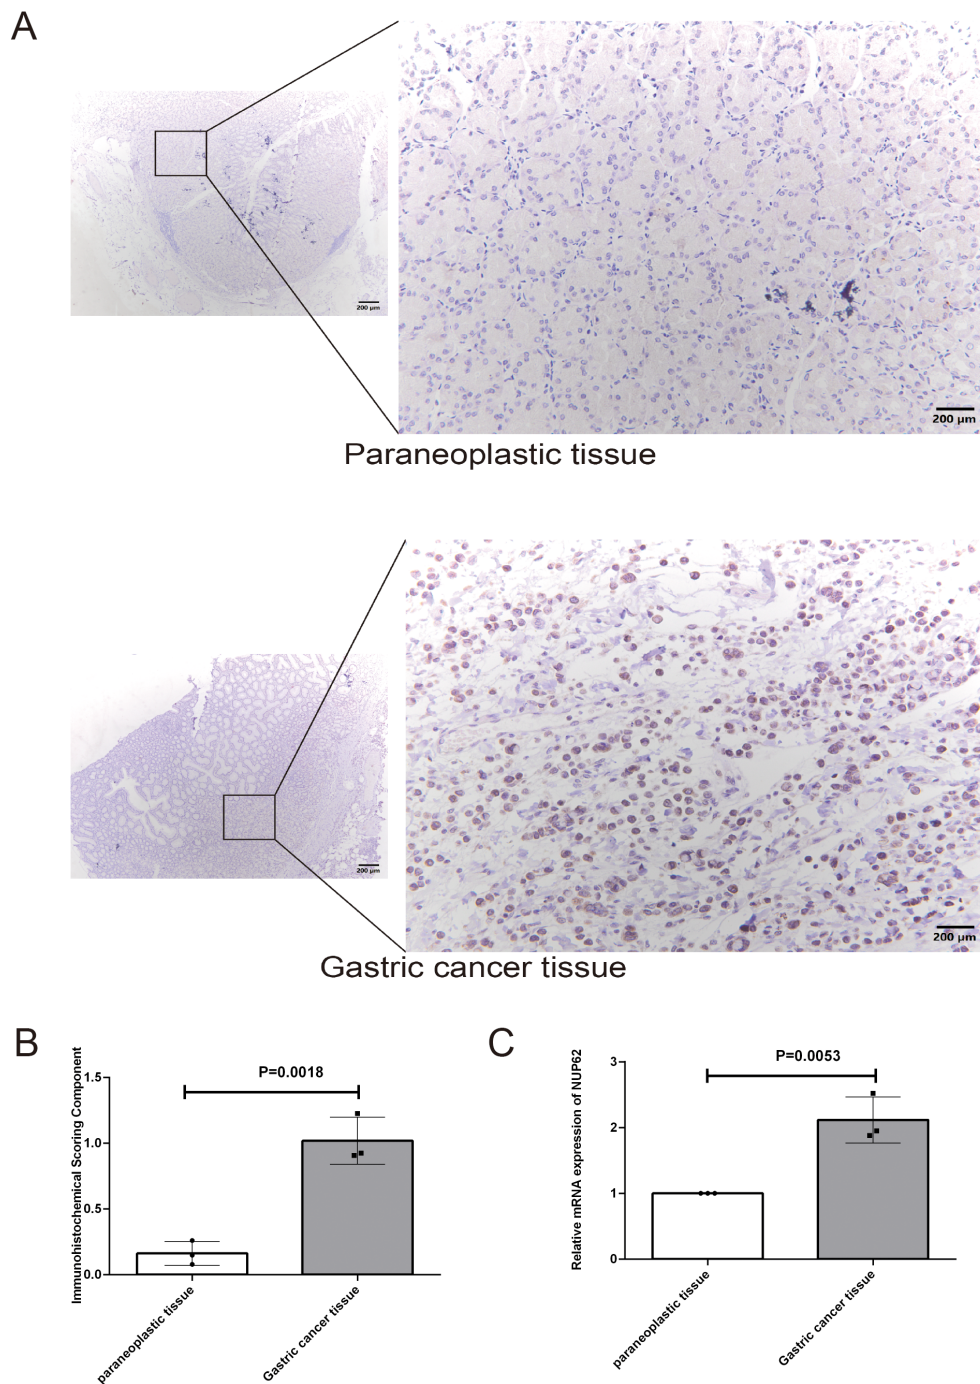 A
200 μm
200 μm
Paraneoplastic tissue
200 μm
200 μm
Gastric cancer tissue
B
Immunohistochemical Scoring Component
P=0.0018
1.5
1.0
0.5
0.0
paraneoplastic tissue
Gastric cancer tissue
C
Relative mRNA expression of NUP62
P=0.0053
3
2
1
0
paraneoplastic tissue
Gastric cancer tissue